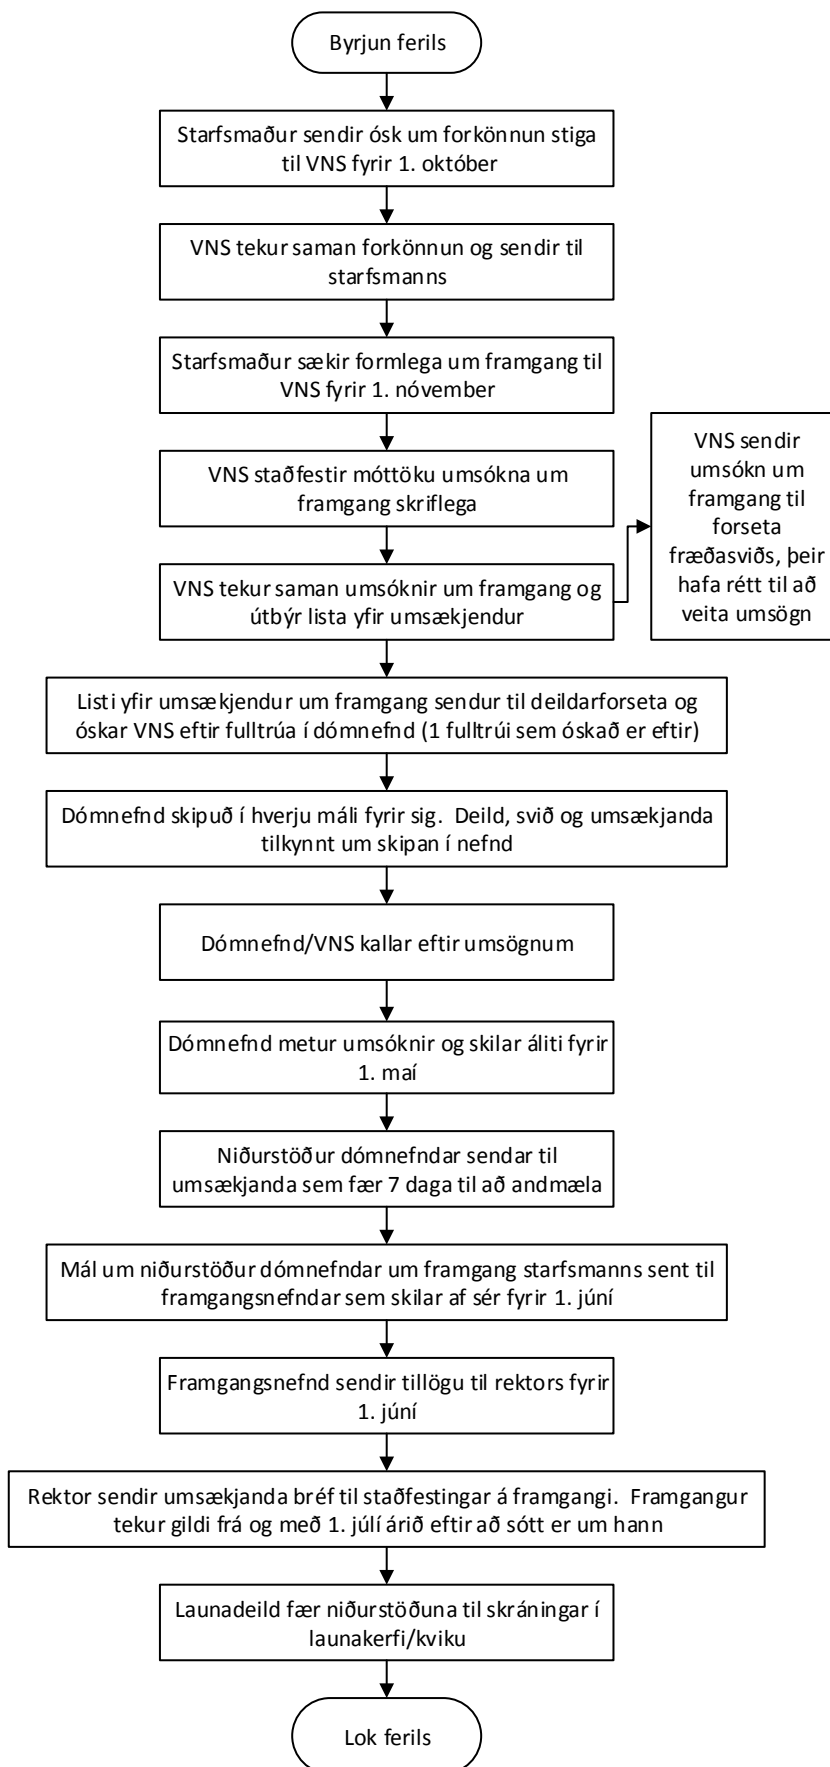 Byrjun ferils
Starfsmaður sendir ósk um forkönnun stiga
til VNS fyrir 1. október
VNS tekur saman forkönnun og sendir til
starfsmanns
Starfsmaður sækir formlega um framgang til
VNS fyrir 1. nóvember
VNS staðfestir móttöku umsókna um
framgang skriflega
VNS tekur saman umsóknir um framgang og
útbýr lista yfir umsækjendur
VNS sendir
umsókn um
framgang til
forseta
fræðasviðs, þeir
hafa rétt til að
veita umsögn
Listi yfir umsækjendur um framgang sendur til deildarforseta og
óskar VNS eftir fulltrúa í dómnefnd (1 fulltrúi sem óskað er eftir)
Dómnefnd skipuð í hverju máli fyrir sig.  Deild, svið og umsækjanda
tilkynnt um skipan í nefnd
Dómnefnd/VNS kallar eftir umsögnum
Dómnefnd metur umsóknir og skilar áliti fyrir
1. maí
Niðurstöður dómnefndar sendar til
umsækjanda sem fær 7 daga til að andmæla
Mál um niðurstöður dómnefndar um framgang starfsmanns sent til
framgangsnefndar sem skilar af sér fyrir 1. júní
Framgangsnefnd sendir tillögu til rektors fyrir
1. júní
Rektor sendir umsækjanda bréf til staðfestingar á framgangi.  Framgangur
tekur gildi frá og með 1. júlí árið eftir að sótt er um hann
Launadeild fær niðurstöðuna til skráningar í
launakerfi/kviku
Lok ferils